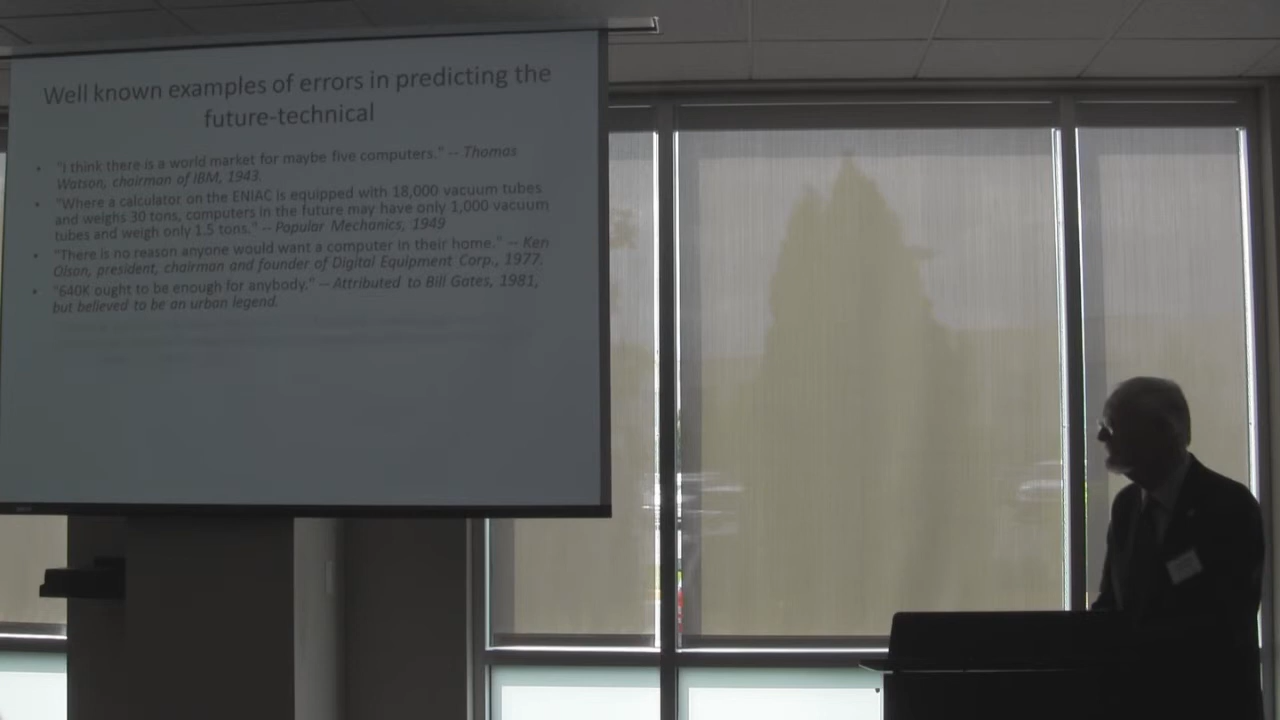 Well known examples of errors in predicting the
future-technical
• "I think there is a world market for maybe five computers." -- Thomas
Watson, chairman of IBM, 1943.
• "Where a calculator on the ENIAC is equipped with 18,000 vacuum tubes
and weighs 30 tons, computers in the future may have only 1,000 vacuum
tubes and weigh only 1.5 tons." -- Popular Mechanics, 1949
• "There is no reason anyone would want a computer in their home." -- Ken
Olson, president, chairman and founder of Digital Equipment Corp., 1977.
• "640K ought to be enough for anybody." -- Attributed to Bill Gates, 1981,
but believed to be an urban legend.